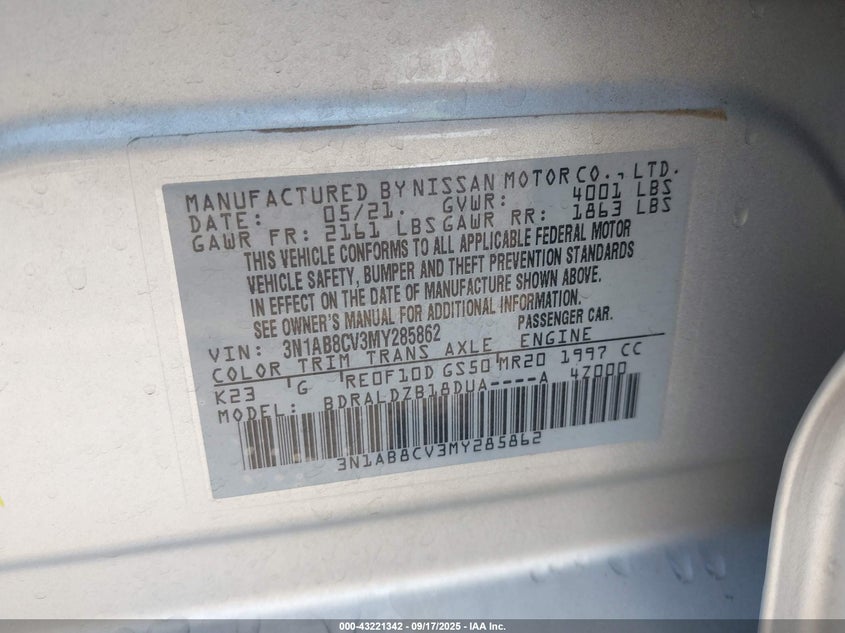 MANUFACTURED BY NISSAN MOTOR CO., LTD.
DATE: 05/21. GVWR: 4001 LBS
GAWR FR: 2161 LBS GAWR RR: 1863 LBS
THIS VEHICLE CONFORMS TO ALL APPLICABLE FEDERAL MOTOR
VEHICLE SAFETY, BUMPER AND THEFT PREVENTION STANDARDS
IN EFFECT ON THE DATE OF MANUFACTURE SHOWN ABOVE.
SEE OWNER'S MANUAL FOR ADDITIONAL INFORMATION.
VIN: 3N1AB8CV3MY285862 PASSENGER CAR.
COLOR TRIM TRANS AXLE ENGINE
K23 G RE0F10D GS50 MR20 1997 CC
MODEL: BDRALDZB18DUA----A 4Z000
3N1AB8CV3MY285862
000-43221342 - 09/17/2025 - IAA Inc.